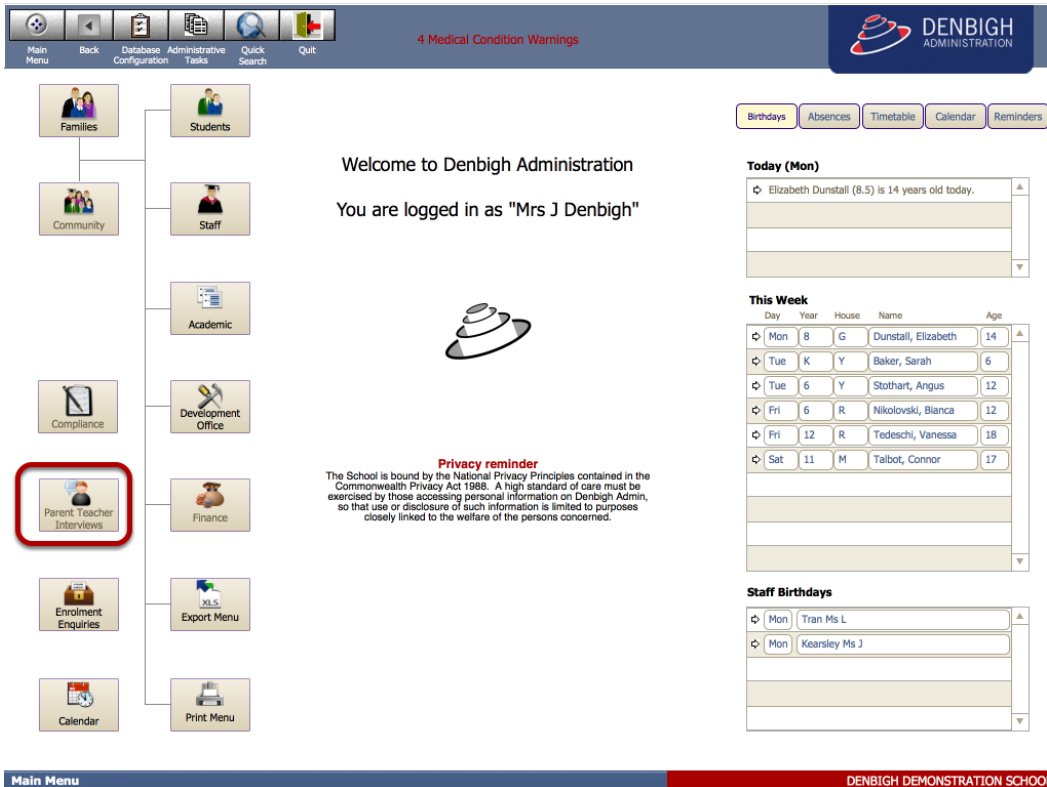 Main Menu
Back
Database Configuration
Administrative Tasks
Quick Search
Quit
4 Medical Condition Warnings
DENBIGH
ADMINISTRATION
Families
Students
Community
Staff
Academic
Compliance
Development Office
Parent Teacher Interviews
Finance
Enrolment Enquiries
XLS
Export Menu
Calendar
Print Menu
Welcome to Denbigh Administration
You are logged in as "Mrs J Denbigh"
Privacy reminder
The School is bound by the National Privacy Principles contained in the
Commonwealth Privacy Act 1988. A high standard of care must be
exercised by those accessing personal information on Denbigh Admin,
so that use or disclosure of such information is limited to purposes
closely linked to the welfare of the persons concerned.
Birthdays Absences Timetable Calendar Reminders
Today (Mon)
Elizabeth Dunstall (8.5) is 14 years old today.
This Week
Day Year House Name Age
Mon 8 G Dunstall, Elizabeth 14
Tue K Y Baker, Sarah 6
Tue 6 Y Stothart, Angus 12
Fri 6 R Nikolovski, Bianca 12
Fri 12 R Tedeschi, Vanessa 18
Sat 11 M Talbot, Connor 17
Staff Birthdays
Mon Tran Ms L
Mon Kearsley Ms J
Main Menu
DENBIGH DEMONSTRATION SCHOOL